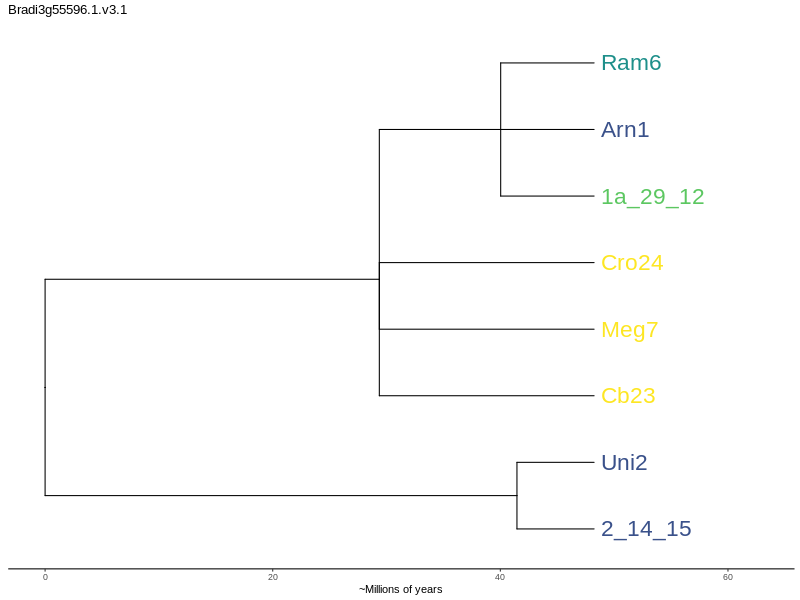 Bradi3g55596.1.v3.1
Ram6
Arn1
1a_29_12
Cro24
Meg7
Cb23
Uni2
2_14_15
0
20
40
60
~Millions of years